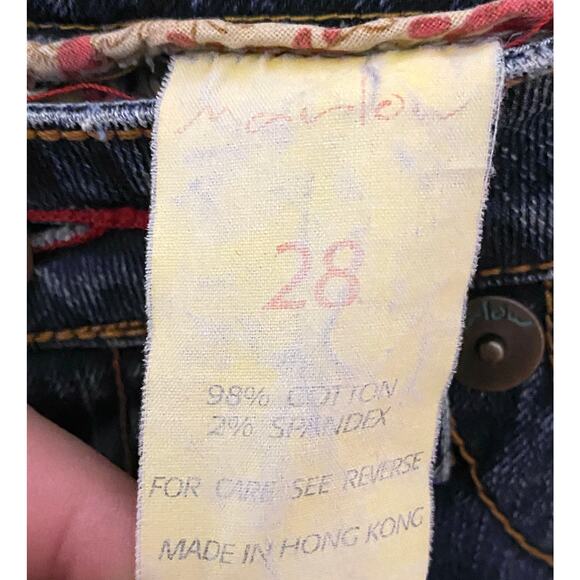 Marlow
28
98% COTTON
2% SPANDEX
FOR CARE SEE REVERSE
MADE IN HONG KONG